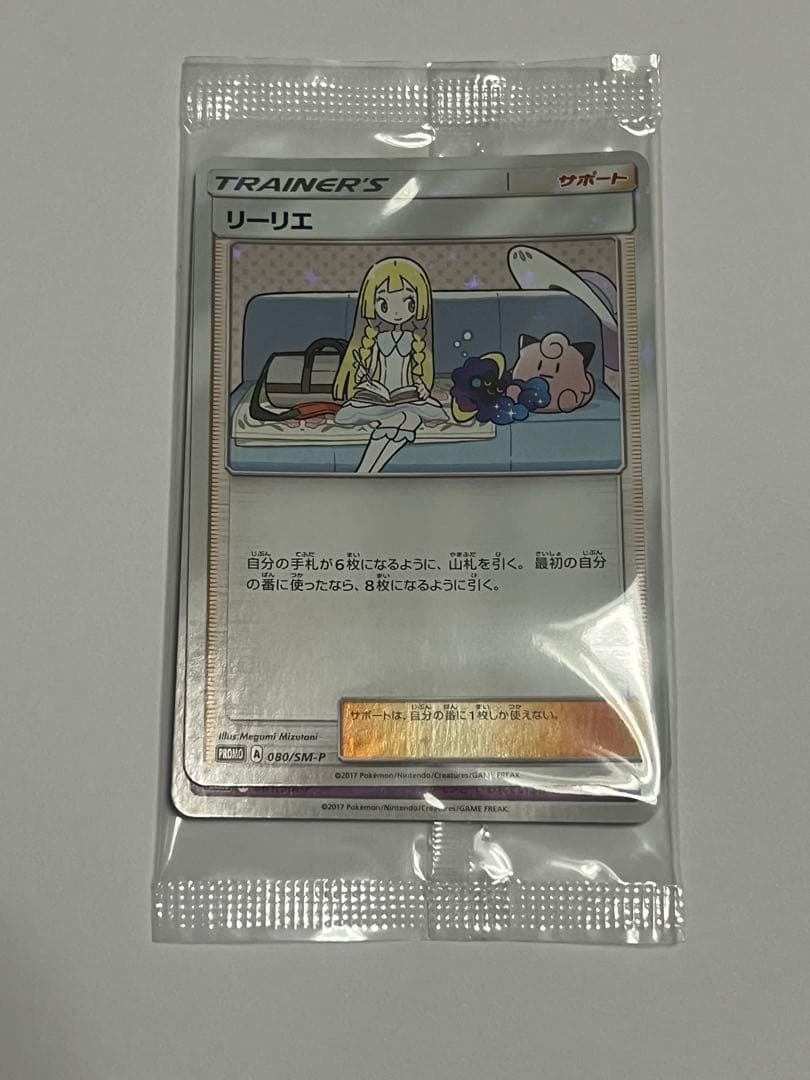 TRAINER'S
サポート
リーリエ
自分の手札が6枚になるように、山札を引く。 最初の自分
の番に使ったなら、8枚になるように引く。
サポートは、自分の番に1枚しか使えない。
Illus. Megumi Mizutani
PROMO A 080/SM-P
©2017 Pokémon/Nintendo/Creatures/GAME FREAK
©2017 Pokémon/Nintendo/Creatures/GAME FREAK